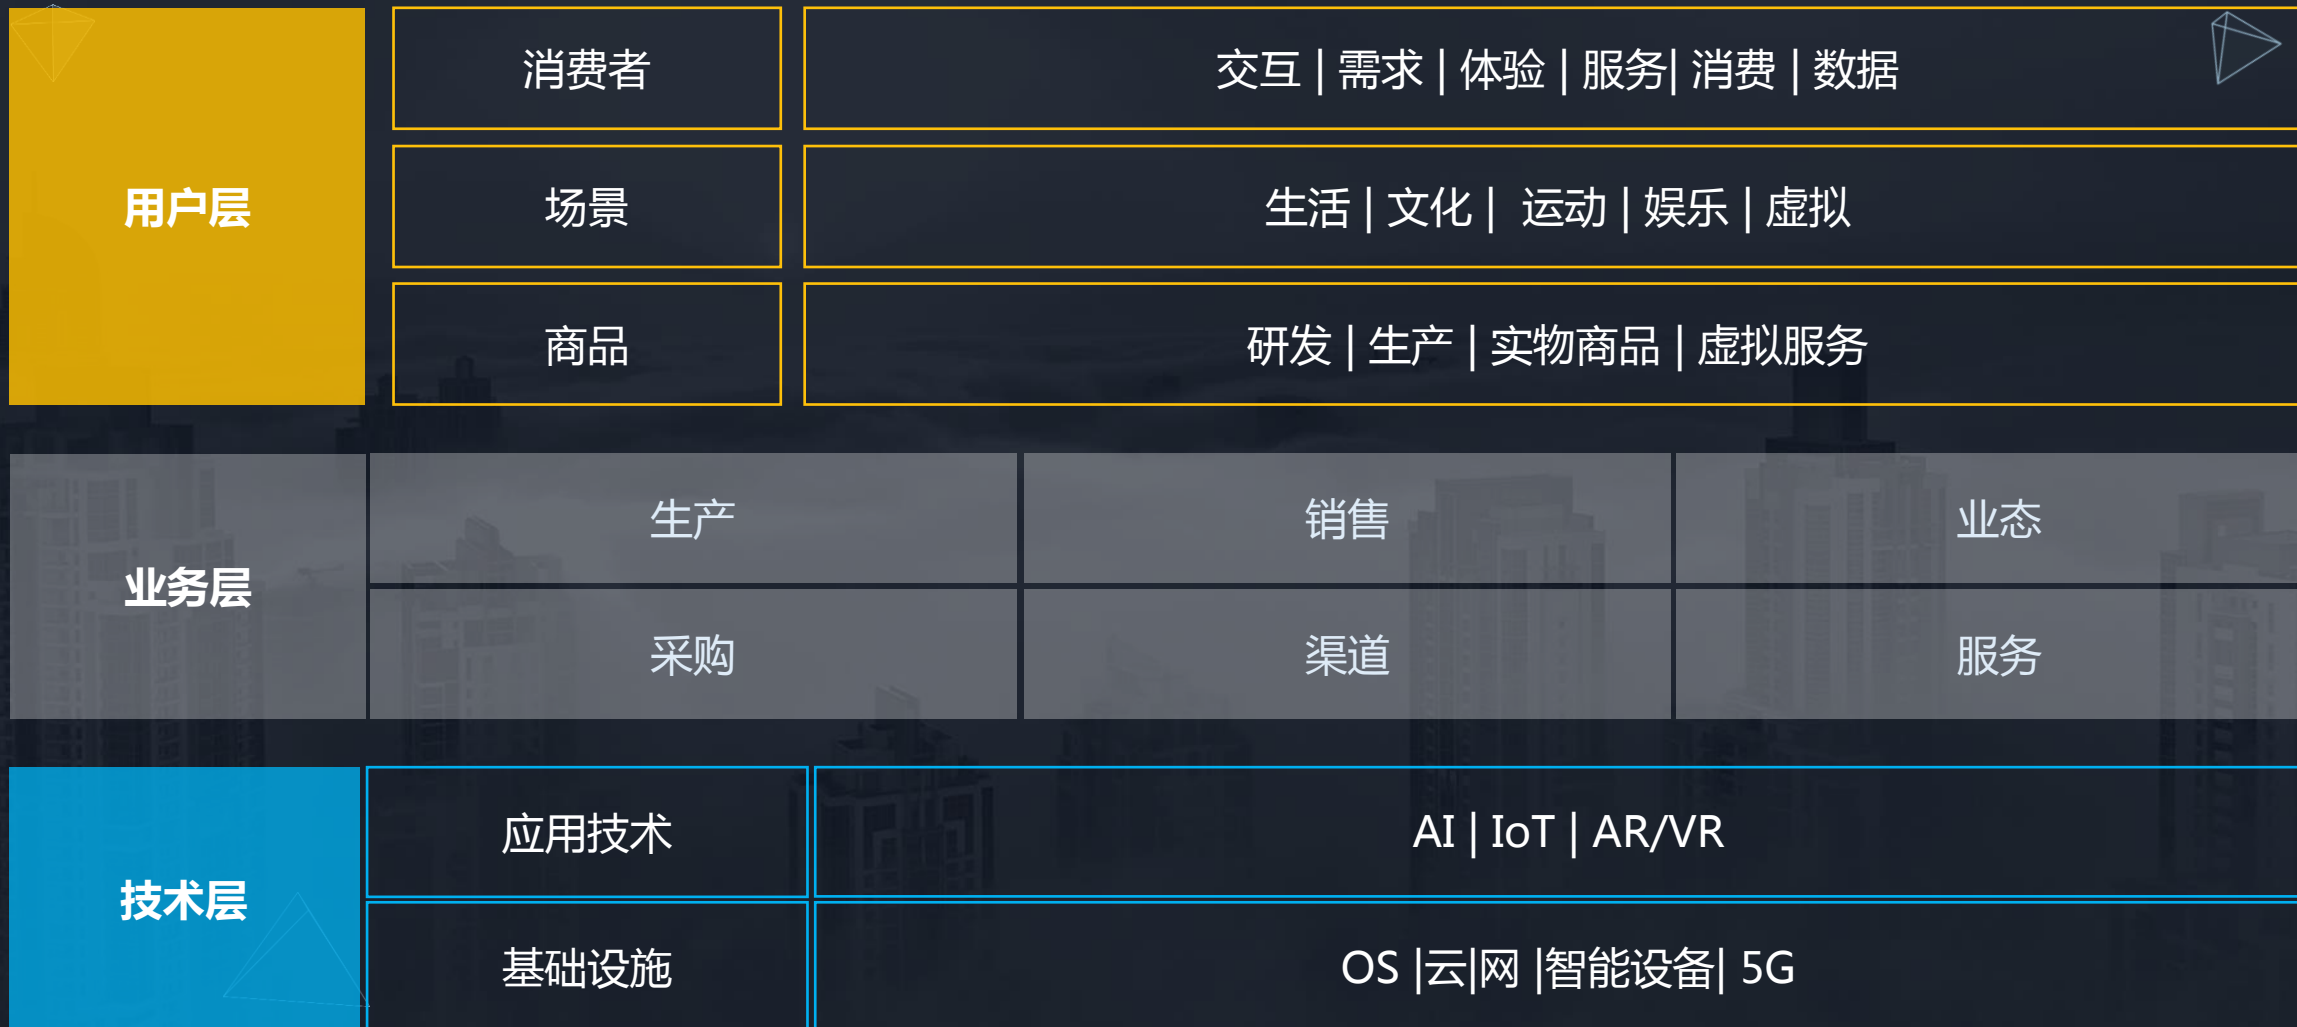 用户层
消费者
交互 | 需求 | 体验 | 服务| 消费 | 数据
场景
生活 | 文化 | 运动 | 娱乐 | 虚拟
商品
研发 | 生产 | 实物商品 | 虚拟服务
业务层
生产
销售
业态
采购
渠道
服务
技术层
应用技术
AI | IoT | AR/VR
基础设施
OS |云|网 |智能设备| 5G